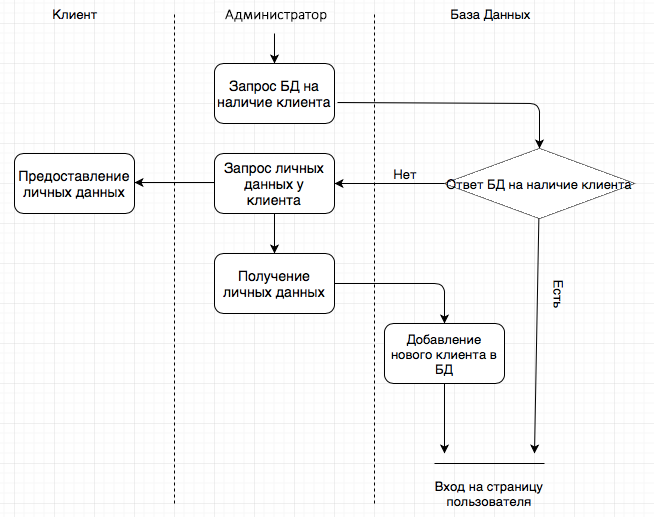 Клиент
Администратор
База Данных
Запрос БД на
наличие клиента
Предоставление
личных данных
Запрос личных
данных у
клиента
Нет
Ответ БД на наличие клиента
Получение
личных данных
Есть
Добавление
нового клиента в
БД
Вход на страницу
пользователя